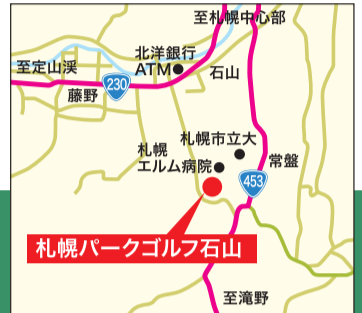 至札幌中心部
北洋銀行
ATM
石山
至定山渓
230
藤野
札幌市立大
札幌
エルム病院
常盤
453
札幌パークゴルフ石山
至滝野